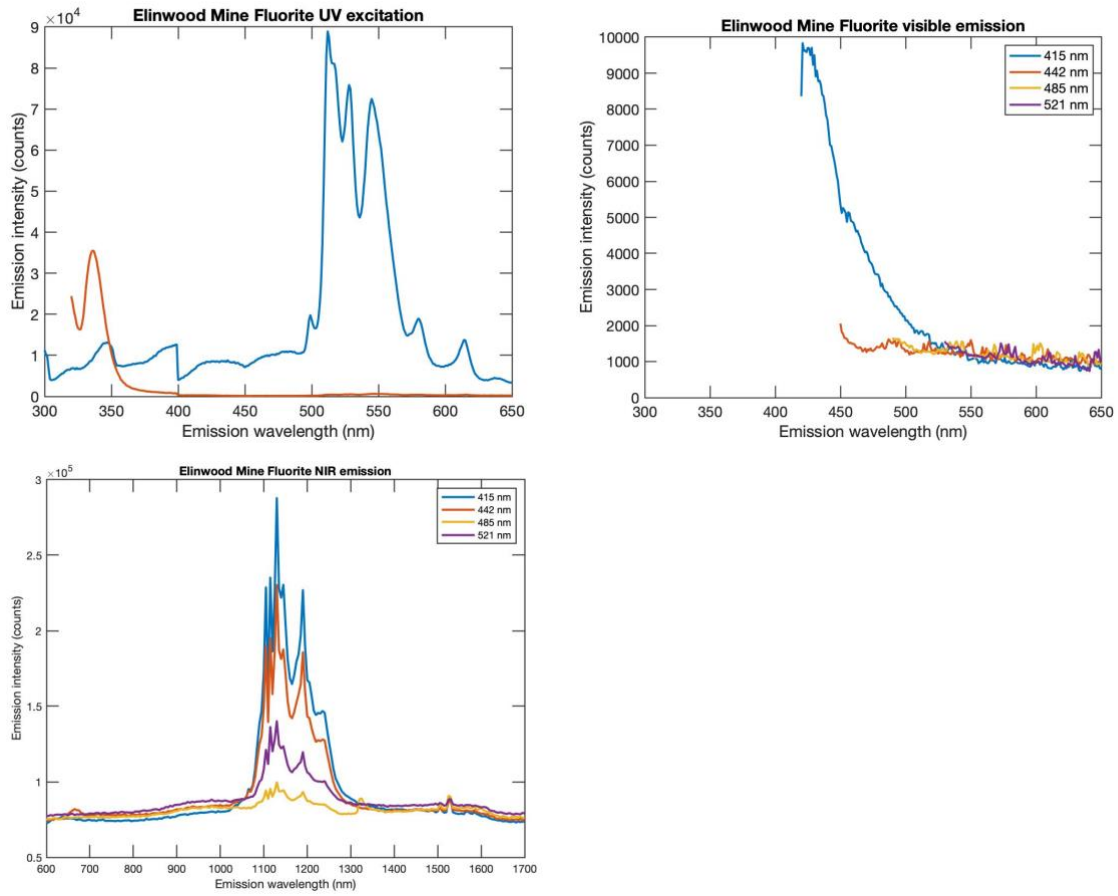 Elinwood Mine Fluorite UV excitation
×10⁴
9
8
7
6
5
4
3
2
1
0
300 350 400 450 500 550 600 650
Emission intensity (counts)
Emission wavelength (nm)
Elinwood Mine Fluorite visible emission
10000
9000
8000
7000
6000
5000
4000
3000
2000
1000
0
300 350 400 450 500 550 600 650
Emission intensity (counts)
Emission wavelength (nm)
415 nm
442 nm
485 nm
521 nm
Elinwood Mine Fluorite NIR emission
×10⁵
3
2.5
2
1.5
1
0.5
600 700 800 900 1000 1100 1200 1300 1400 1500 1600 1700
Emission intensity (counts)
Emission wavelength (nm)
415 nm
442 nm
485 nm
521 nm